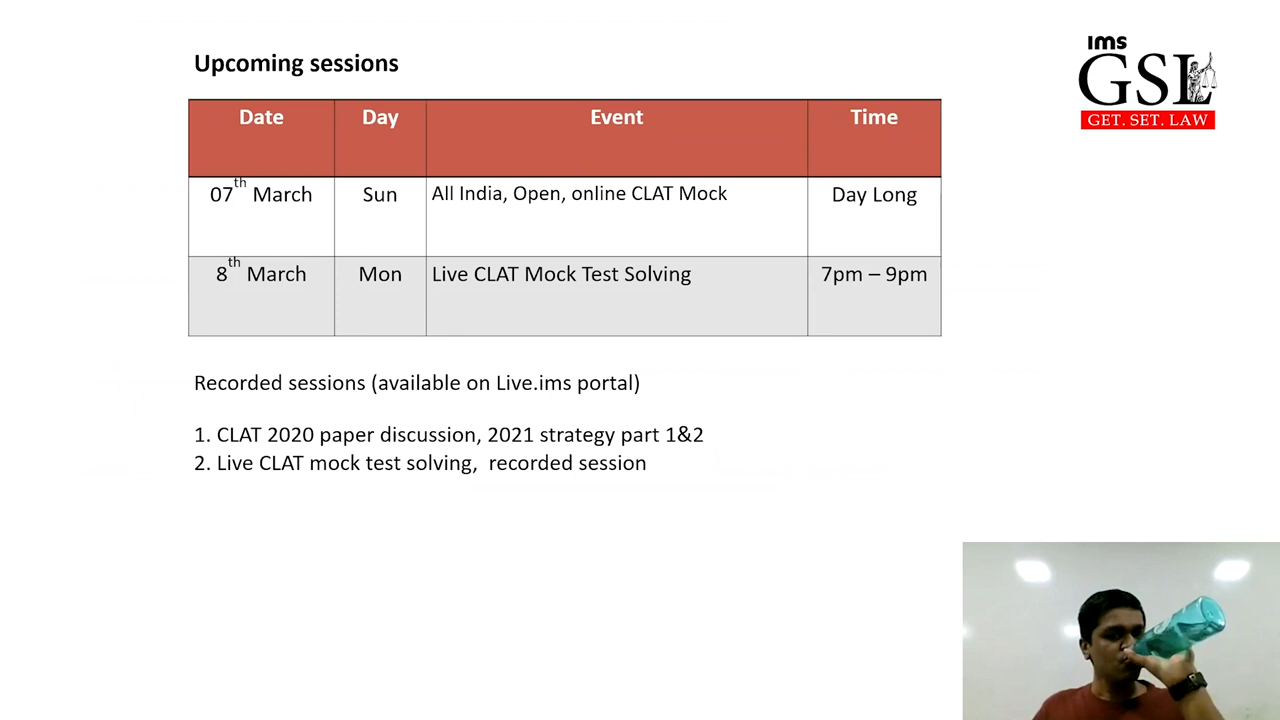 Upcoming sessions
ims
GSL
GET. SET. LAW
Date Day Event Time
07th March Sun All India, Open, online CLAT Mock Day Long
8th March Mon Live CLAT Mock Test Solving 7pm – 9pm
Recorded sessions (available on Live.ims portal)
1. CLAT 2020 paper discussion, 2021 strategy part 1&2
2. Live CLAT mock test solving, recorded session